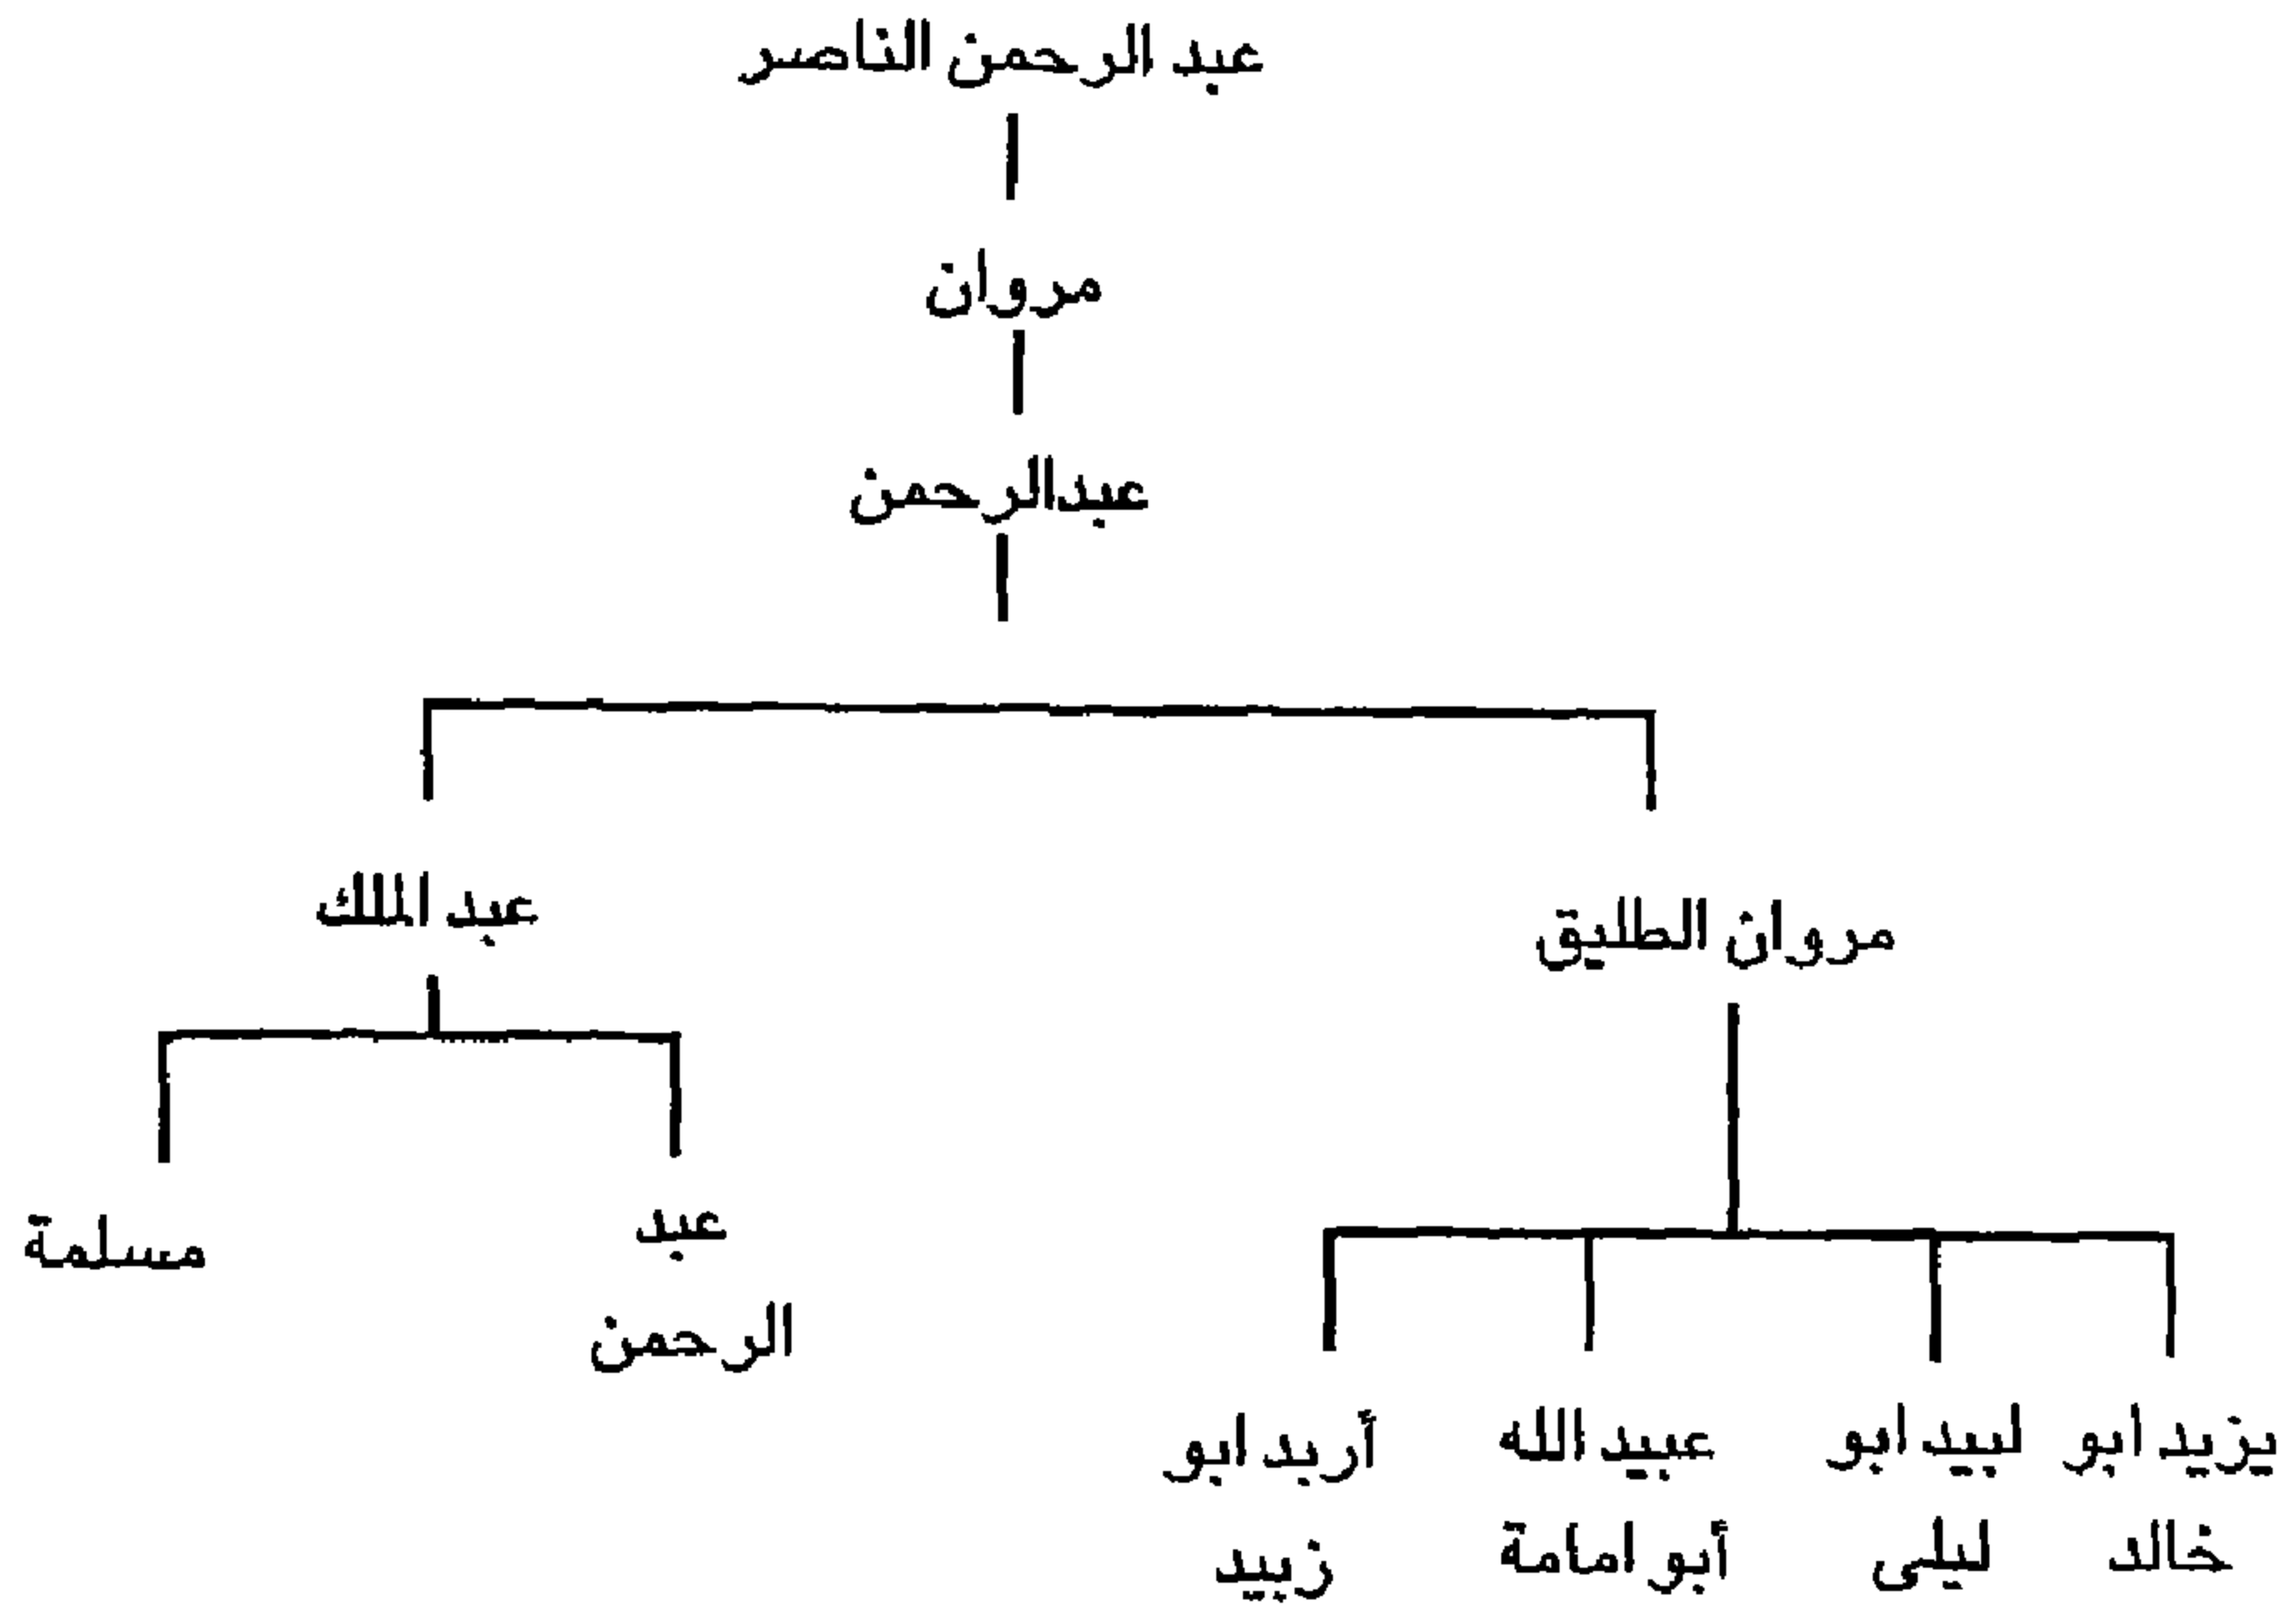 عبد الرحمن الناصر
مروان
عبدالرحمن
مروان الطليق
عبد الملك
يزيد ابو
خالد
لبيد ابو
ليلى
عبيد الله
أبو امامة
أربد ابو
زبيد
عبد
الرحمن
مسلمة